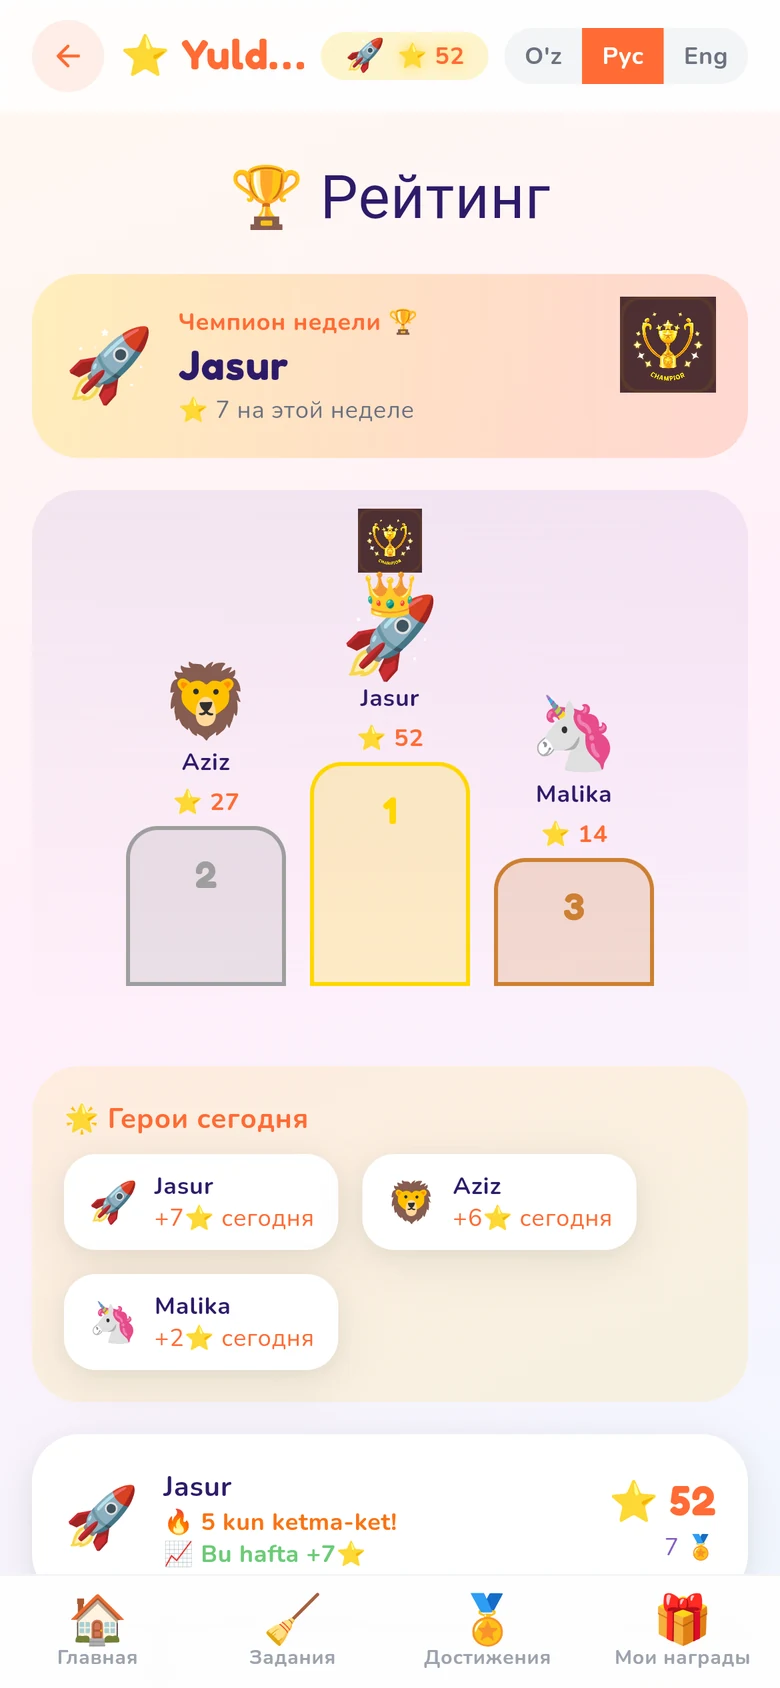 Yuld...
52
O'z
Рус
Eng
Рейтинг
Чемпион недели
Jasur
7 на этой неделе
CHAMPION
CHAMPION
Jasur
52
Aziz
27
Malika
14
1
2
3
Герои сегодня
Jasur
+7 сегодня
Aziz
+6 сегодня
Malika
+2 сегодня
Jasur
5 kun ketma-ket!
Bu hafta +7
52
7
Главная
Задания
Достижения
Мои награды